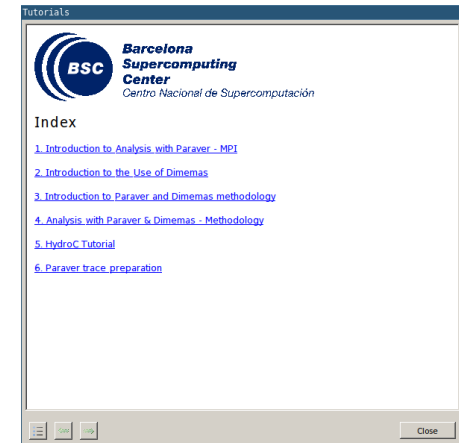 Tutorials
BSC
Barcelona
Supercomputing
Center
Centro Nacional de Supercomputación
Index
1. Introduction to Analysis with Paraver - MPI
2. Introduction to the Use of Dimemas
3. Introduction to Paraver and Dimemas methodology
4. Analysis with Paraver & Dimemas - Methodology
5. HydroC Tutorial
6. Paraver trace preparation
Close